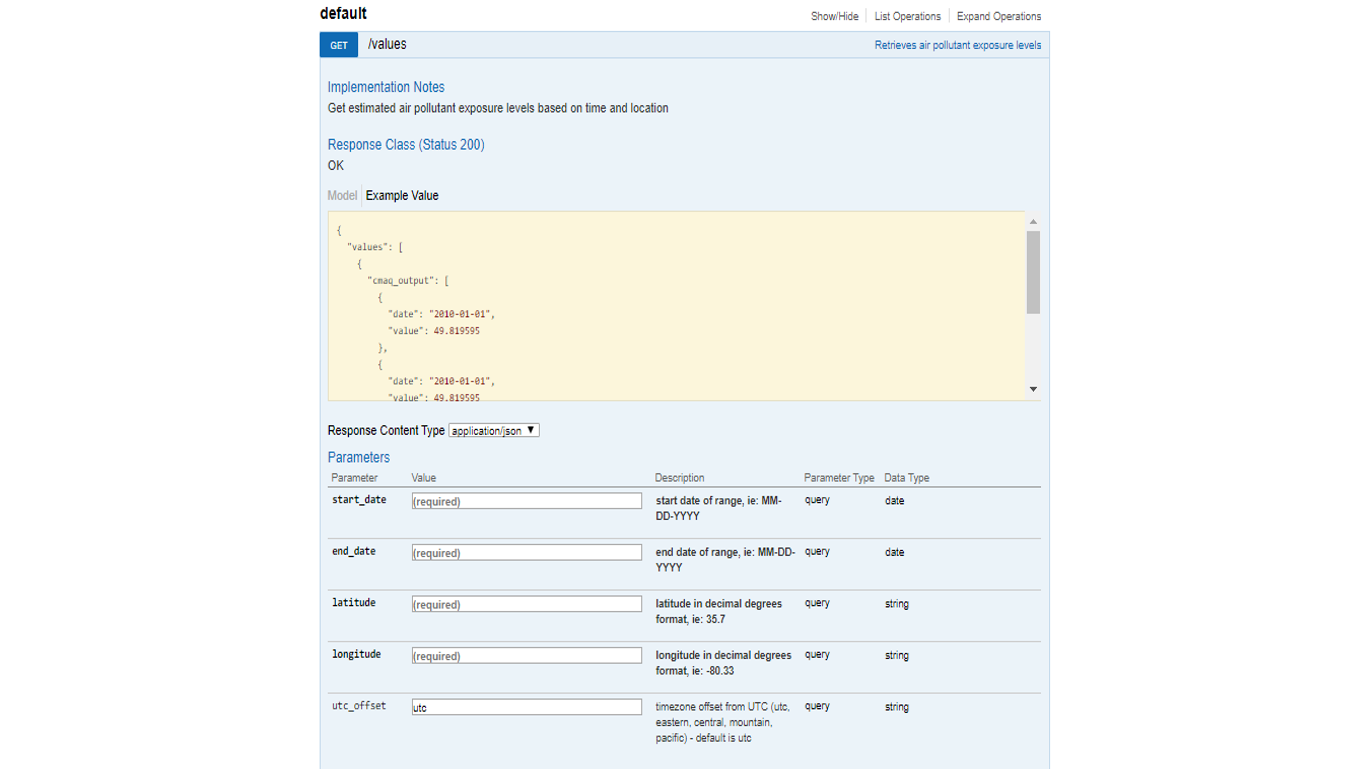 default
Show/Hide List Operations Expand Operations
GET /values Retrieves air pollutant exposure levels
Implementation Notes
Get estimated air pollutant exposure levels based on time and location
Response Class (Status 200)
OK
Model Example Value
{
"values": [
{
"cmaq_output": [
{
"date": "2010-01-01",
"value": 49.819595
},
{
"date": "2010-01-01",
"value": 49.819595
Response Content Type application/json
Parameters
Parameter Value Description Parameter Type Data Type
start_date (required) start date of range, ie: MM- query date
DD-YYYY
end_date (required) end date of range, ie: MM-DD- query date
YYYY
latitude (required) latitude in decimal degrees query string
format, ie: 35.7
longitude (required) longitude in decimal degrees query string
format, ie: -80.33
utc_offset utc timezone offset from UTC (utc, query string
eastern, central, mountain,
pacific) - default is utc